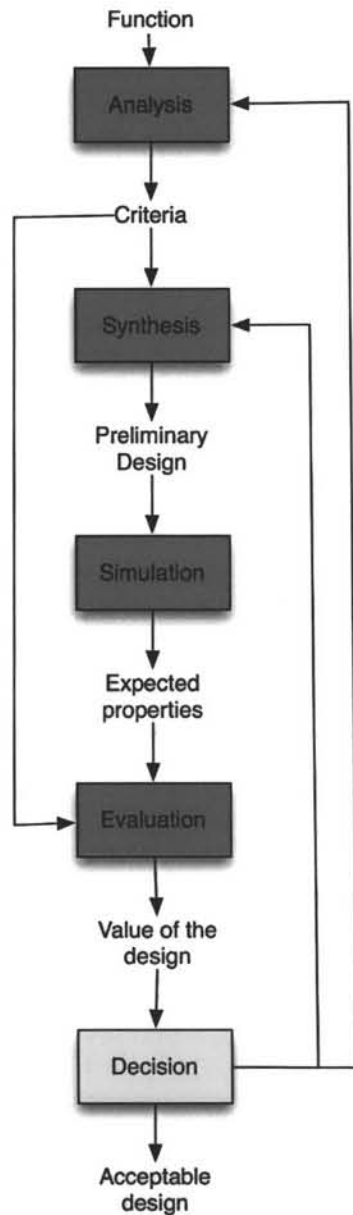 Function
Analysis
Criteria
Synthesis
Preliminary
Design
Simulation
Expected
properties
Evaluation
Value of the
design
Decision
Acceptable
design